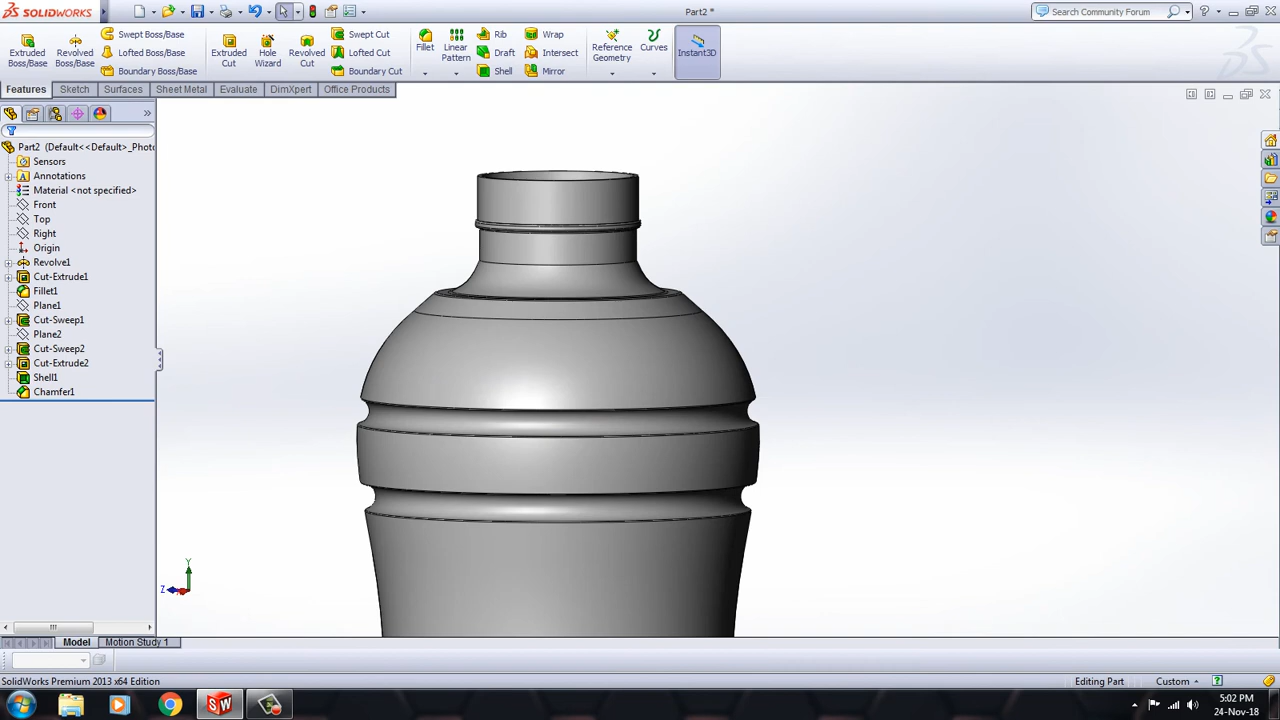 SOLIDWORKS
Part2 *
Search Community Forum
Extruded Boss/Base
Revolved Boss/Base
Swept Boss/Base
Lofted Boss/Base
Boundary Boss/Base
Extruded Cut
Hole Wizard
Revolved Cut
Swept Cut
Lofted Cut
Boundary Cut
Fillet
Linear Pattern
Rib
Draft
Shell
Wrap
Intersect
Mirror
Reference Geometry
Curves
Instant3D
Features Sketch Surfaces Sheet Metal Evaluate DimXpert Office Products
Part2 (Default<<Default>_Photo
Sensors
Annotations
Material <not specified>
Front
Top
Right
Origin
Revolve1
Cut-Extrude1
Fillet1
Plane1
Cut-Sweep1
Plane2
Cut-Sweep2
Cut-Extrude2
Shell1
Chamfer1
Y
Z
Model Motion Study 1
SolidWorks Premium 2013 x64 Edition
Editing Part
Custom
5:02 PM
24-Nov-18